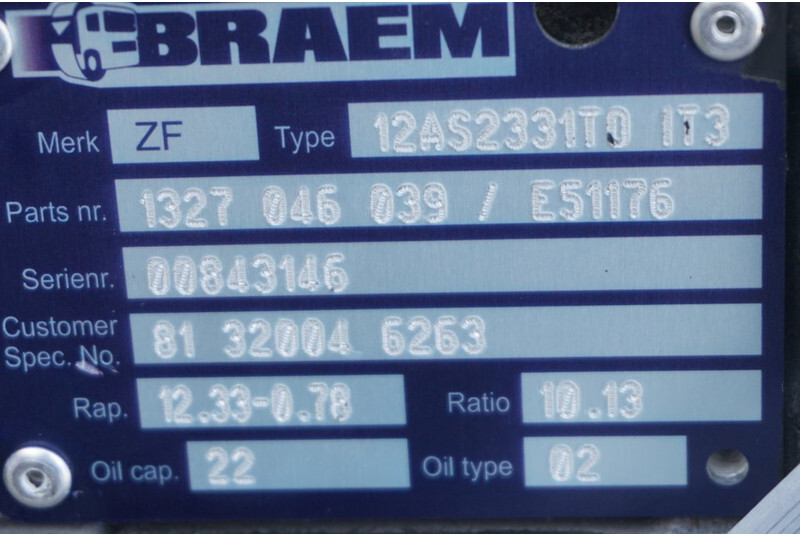 BRAEM
Merk ZF Type 12AS2331TO IT3
Parts nr. 1327 046 039 / E51176
Serienr. 00843146
Customer Spec. No. 81 32004 6263
Rap. 12.33-0.78 Ratio 10.13
Oil cap. 22 Oil type 02